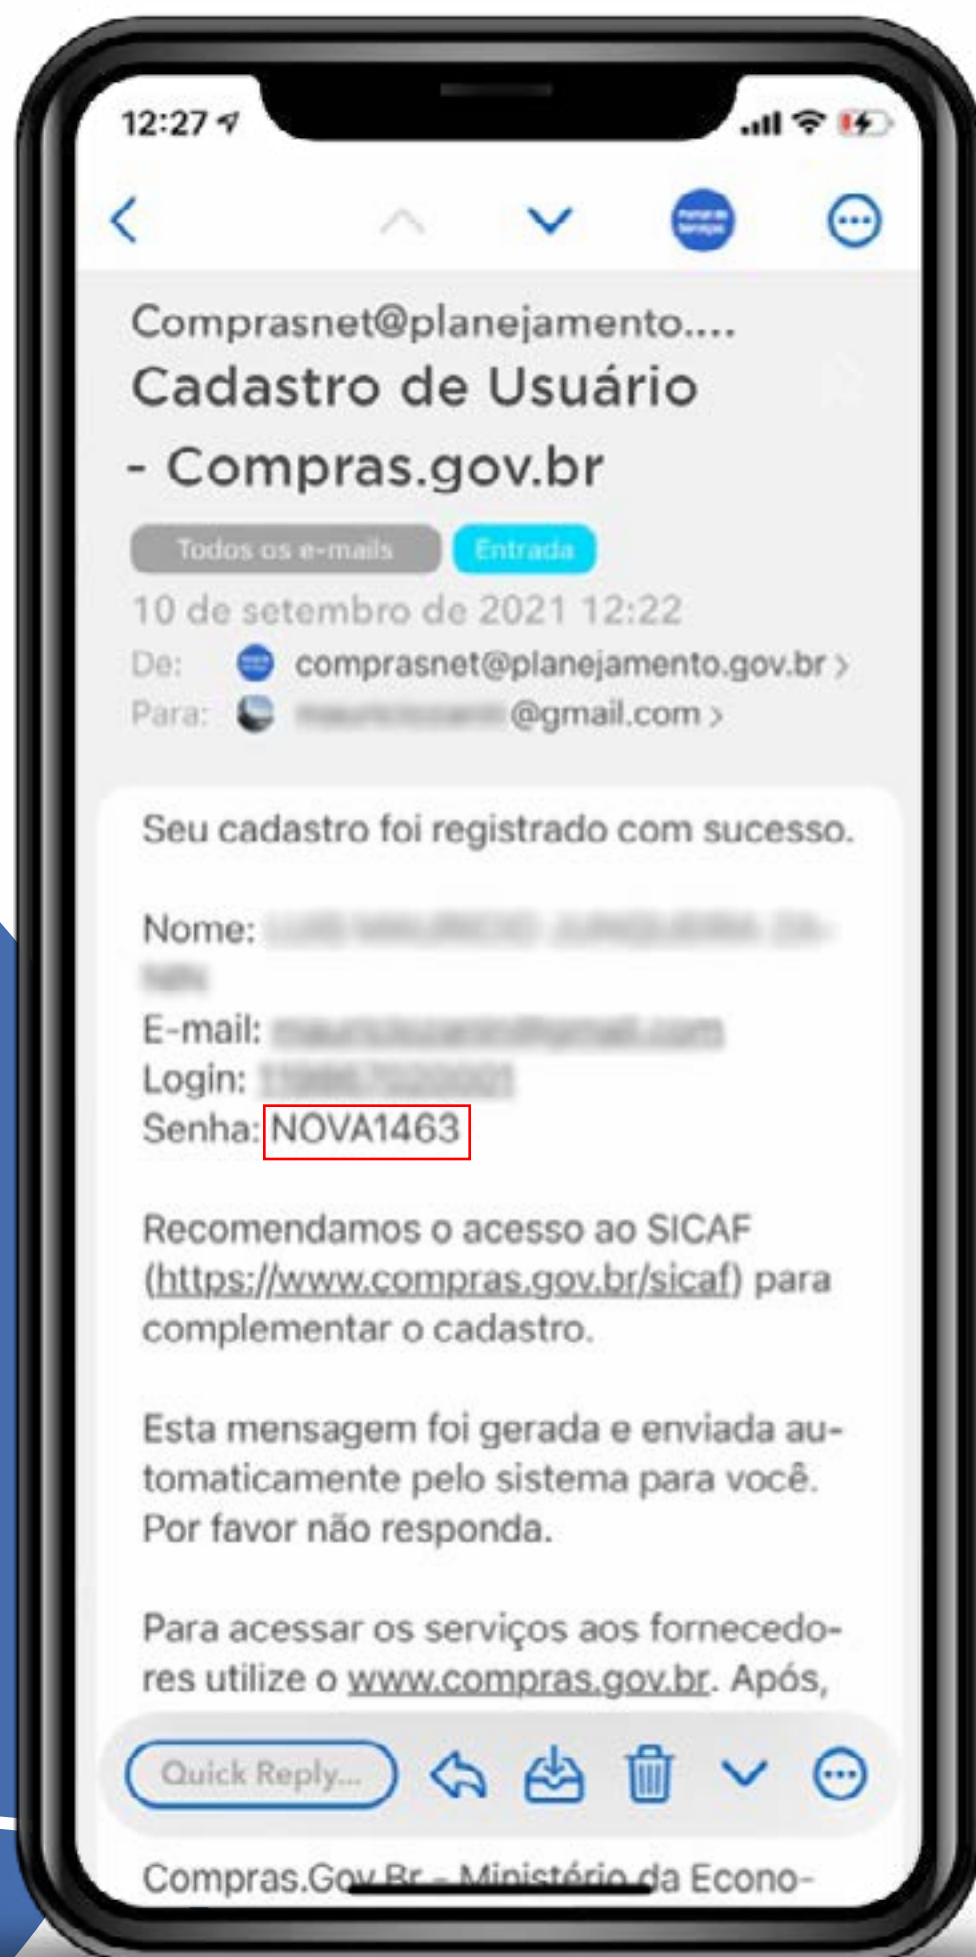 12:27
Comprasnet@planejamento....
Cadastro de Usuário
- Compras.gov.br
Todos os e-mails Entrada
10 de setembro de 2021 12:22
De: comprasnet@planejamento.gov.br >
Para: @gmail.com >
Seu cadastro foi registrado com sucesso.
Nome:
E-mail:
Login:
Senha: NOVA1463
Recomendamos o acesso ao SICAF
(https://www.compras.gov.br/sicaf) para
complementar o cadastro.
Esta mensagem foi gerada e enviada au-
tomaticamente pelo sistema para você.
Por favor não responda.
Para acessar os serviços aos fornecedo-
res utilize o www.compras.gov.br. Após,
Quick Reply...
Compras.Gov.Br - Ministério da Econo-